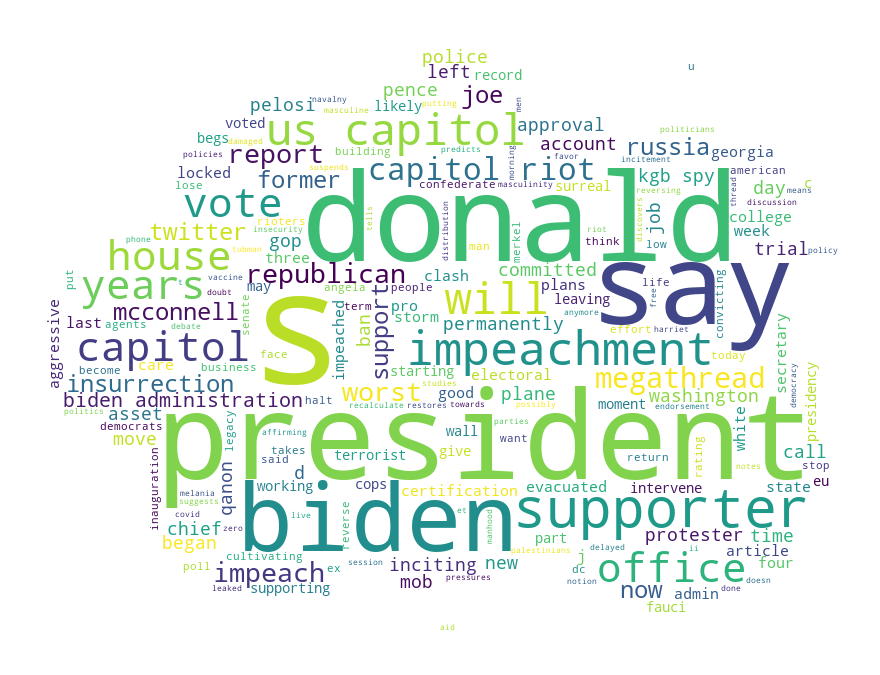 police
u
left record
navalny
pence
joe
men
pelosi
likely
putting
masculine
us capitol
voted
damaged
approval
politicians
begs
building
account
russia
georgia
policies
report
predicts
morning
favor
incitement
locked
former
capitol riot
kgb spy
reversing
american
lose
confederate
masculinity
surreal
day
c
thread
means
vote
donald
job
discussion
rioters
tells
distribution
riot
discovers
college
insecurity
twitter
gop
man
merkel
think
low
week
phone
tubman
three
house
republican
clash
committed
trial
policy
put
vaccine
t
angela
people
plans
life
free
say
years
may
will
leaving
anymore
doubt
term
pro
storm
permanently
effort
harriet
convicting
mcconnell
support
last
agents
debate
senate
s
impeached
ban
aggressive
capitol
impeachment
today
secretary
democracy
become
care
business
face
starting
electoral
megathread
insurrection
studies
worst
good
plane
washington
presidency
biden administration
halt
recalculate
restores
towards
possibly
moment
endorsement
white
politics
asset
legacy
president
parties
democrats
affirming
wall
want
move
takes
terrorist
give
return
rating
call
inauguration
said
stop
melania
qanon
d
cops
evacuated
intervene
notes
eu
suggests
working
certification
state
covid
live
biden
et
manhood
supporter
chief
zero
reverse
part
protester
time
began
palestinians
delayed
article
cultivating
inciting
new
j
ii
four
poll
impeach
ex
session
mob
pressures
dc
office
doesn
leaked
supporting
notion
now
admin
done
fauci
aid